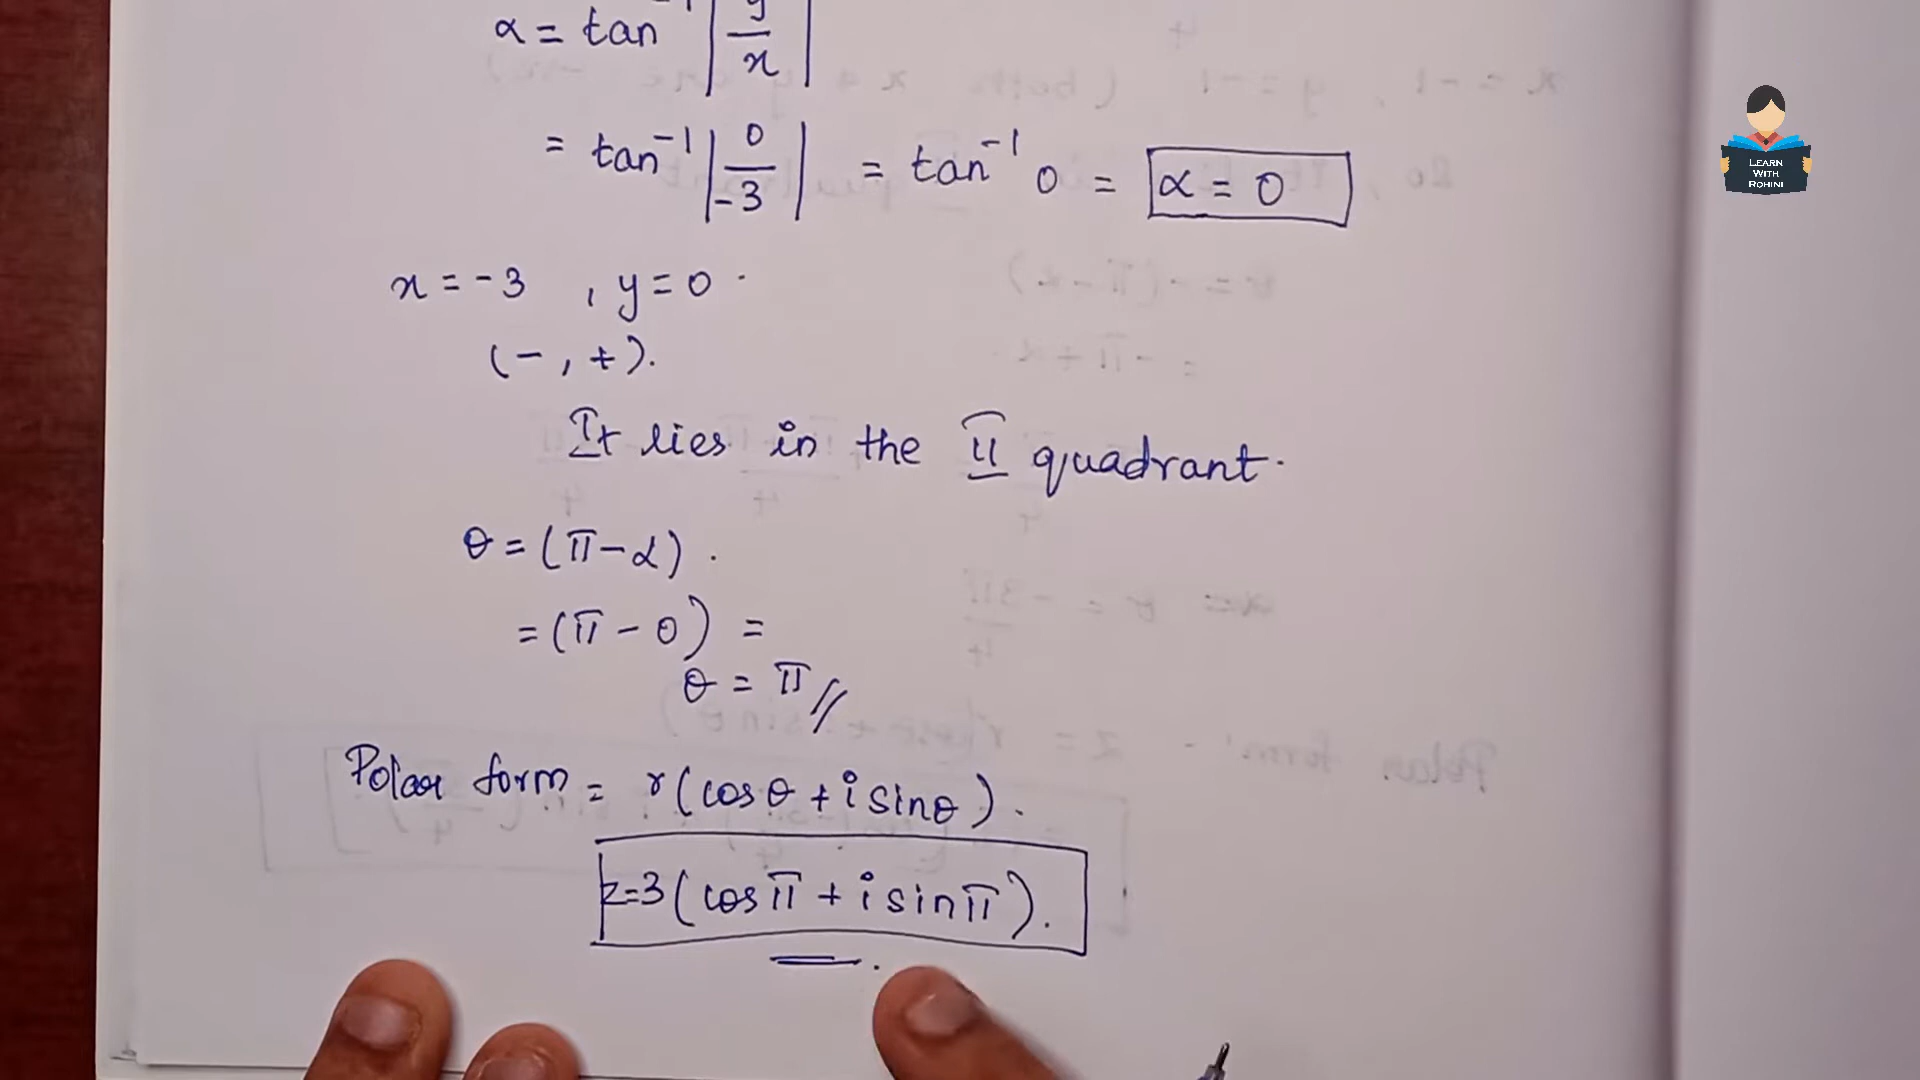 α = tan⁻¹ |y/x|
= tan⁻¹ |0/-3| = tan⁻¹ 0 = α = 0
x = -3 , y = 0 .
(- , +).
It lies in the II quadrant.
θ = (π - α) .
= (π - 0) =
θ = π //
Polar form = r (cos θ + i sin θ) .
z = 3 (cos π + i sin π) .
LEARN
WITH
ROHINI